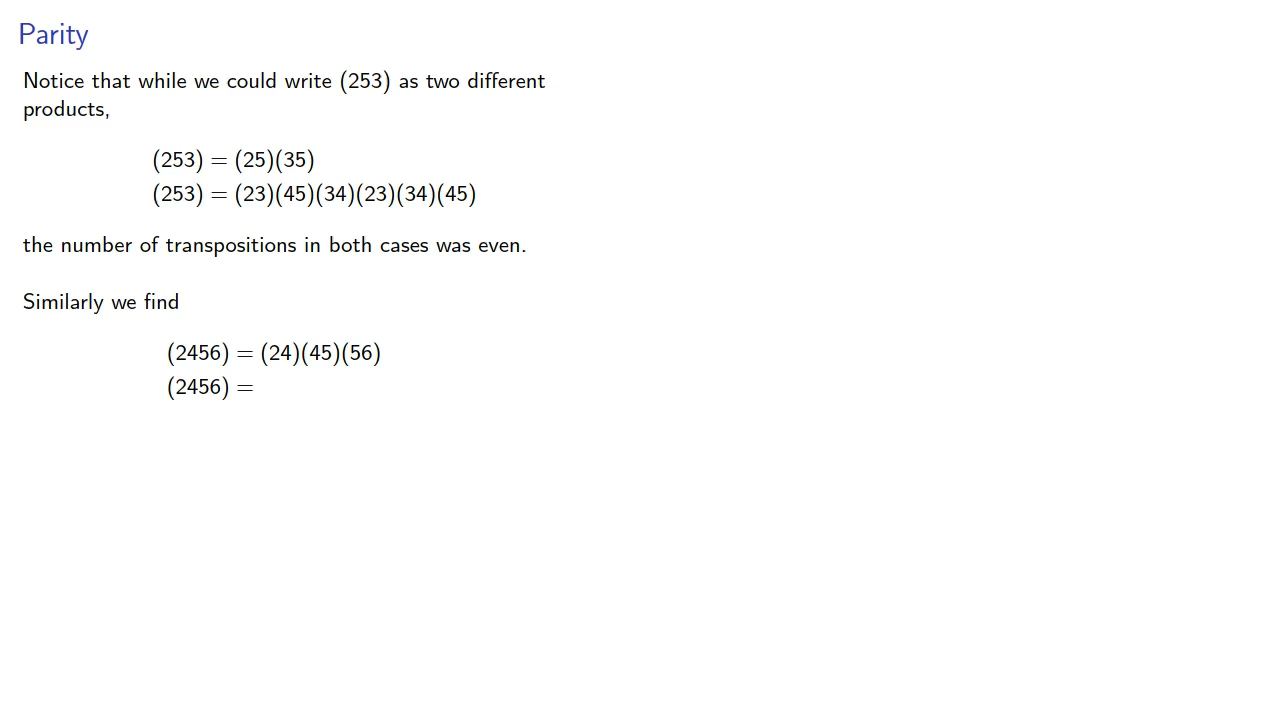 Parity
Notice that while we could write (253) as two different
products,
(253) = (25)(35)
(253) = (23)(45)(34)(23)(34)(45)
the number of transpositions in both cases was even.
Similarly we find
(2456) = (24)(45)(56)
(2456) =